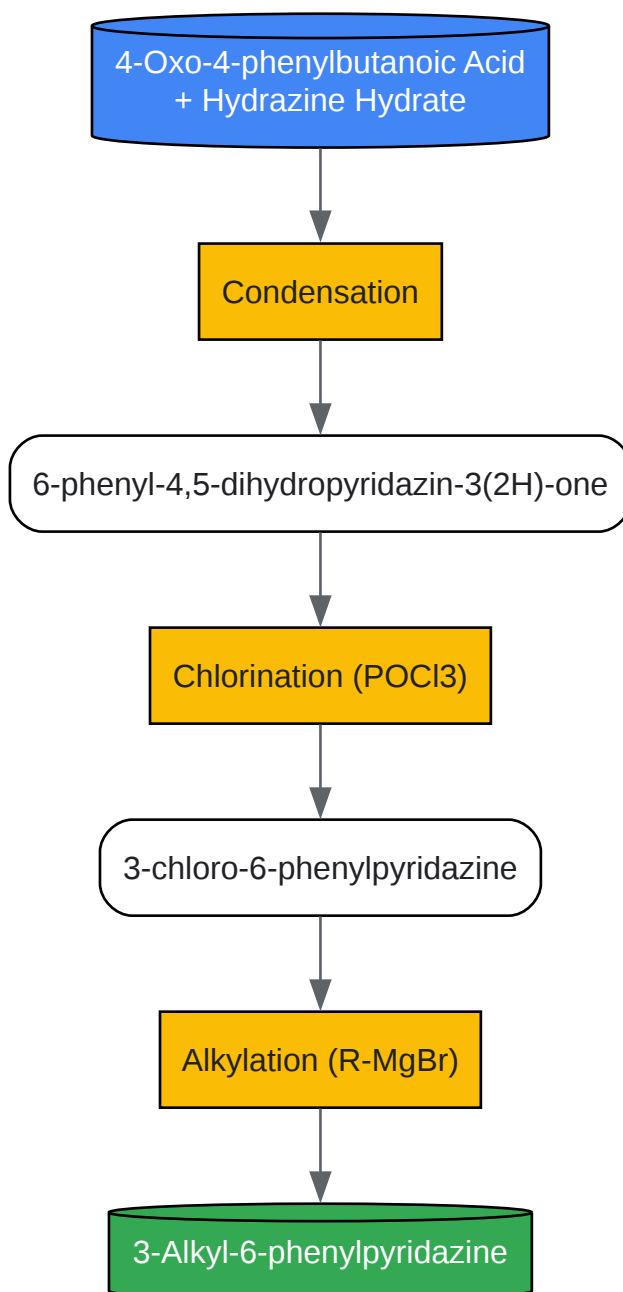 4-Oxo-4-phenylbutanoic Acid
+ Hydrazine Hydrate
Condensation
6-phenyl-4,5-dihydropyridazin-3(2H)-one
Chlorination (POCl3)
3-chloro-6-phenylpyridazine
Alkylation (R-MgBr)
3-Alkyl-6-phenylpyridazine